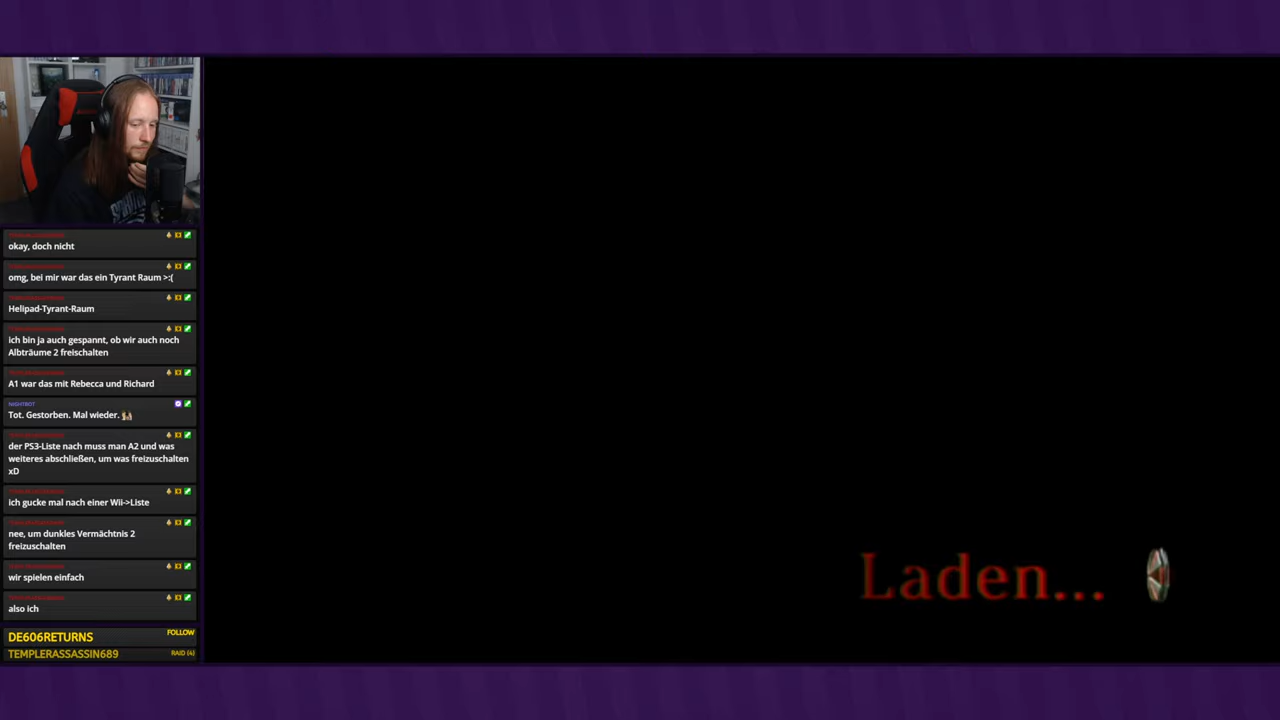 okay, doch nicht
omg, bei mir war das ein Tyrant Raum >:(
Helipad-Tyrant-Raum
ich bin ja auch gespannt, ob wir auch noch
Albträume 2 freischalten
A1 war das mit Rebecca und Richard
NIGHTBOT
Tot. Gestorben. Mal wieder.
der PS3-Liste nach muss man A2 und was
weiteres abschließen, um was freizuschalten
xD
ich gucke mal nach einer Wii->Liste
nee, um dunkles Vermächtnis 2
freizuschalten
wir spielen einfach
also ich
DE606RETURNS FOLLOW
TEMPLERASSASSIN689 RAID (4)
Laden...